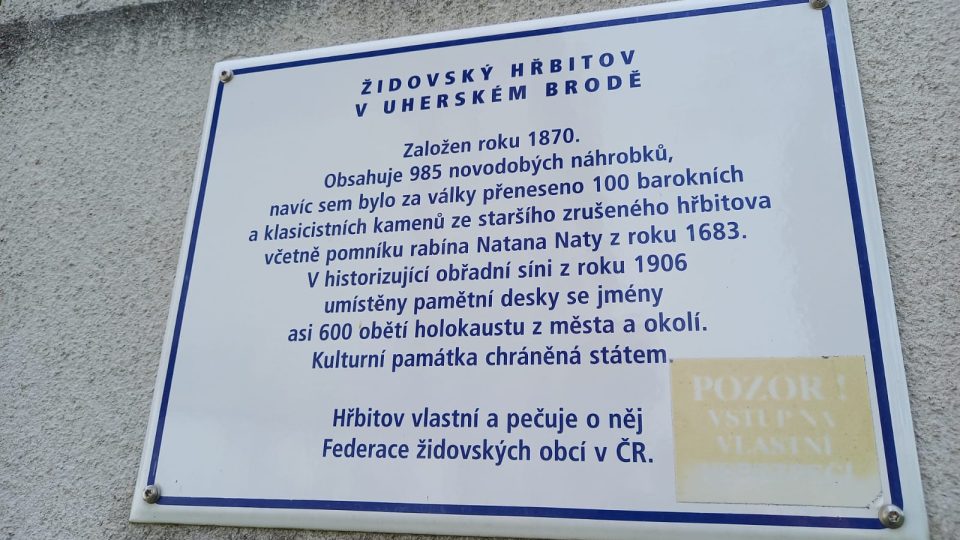 ŽIDOVSKÝ HŘBITOV
V UHERSKÉM BRODĚ
Založen roku 1870.
Obsahuje 985 novodobých náhrobků,
navíc sem bylo za války přeneseno 100 barokních
a klasicistních kamenů ze staršího zrušeného hřbitova
včetně pomníku rabína Natana Naty z roku 1683.
V historizující obřadní síni z roku 1906
umístěny pamětní desky se jmény
asi 600 obětí holokaustu z města a okolí.
Kulturní památka chráněná státem.
Hřbitov vlastní a pečuje o něj
Federace židovských obcí v ČR.
POZOR !
VSTUP NA
VLASTNÍ